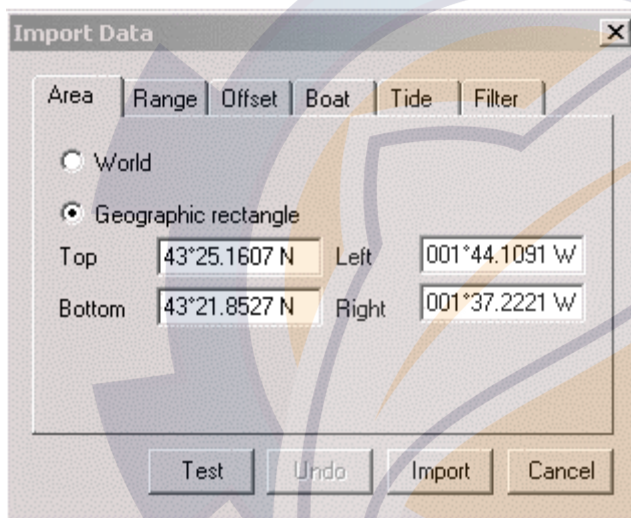 Import Data
Area Range Offset Boat Tide Filter
World
Geographic rectangle
Top 43°25.1607 N Left 001°44.1091 W
Bottom 43°21.8527 N Right 001°37.2221 W
Test Undo Import Cancel